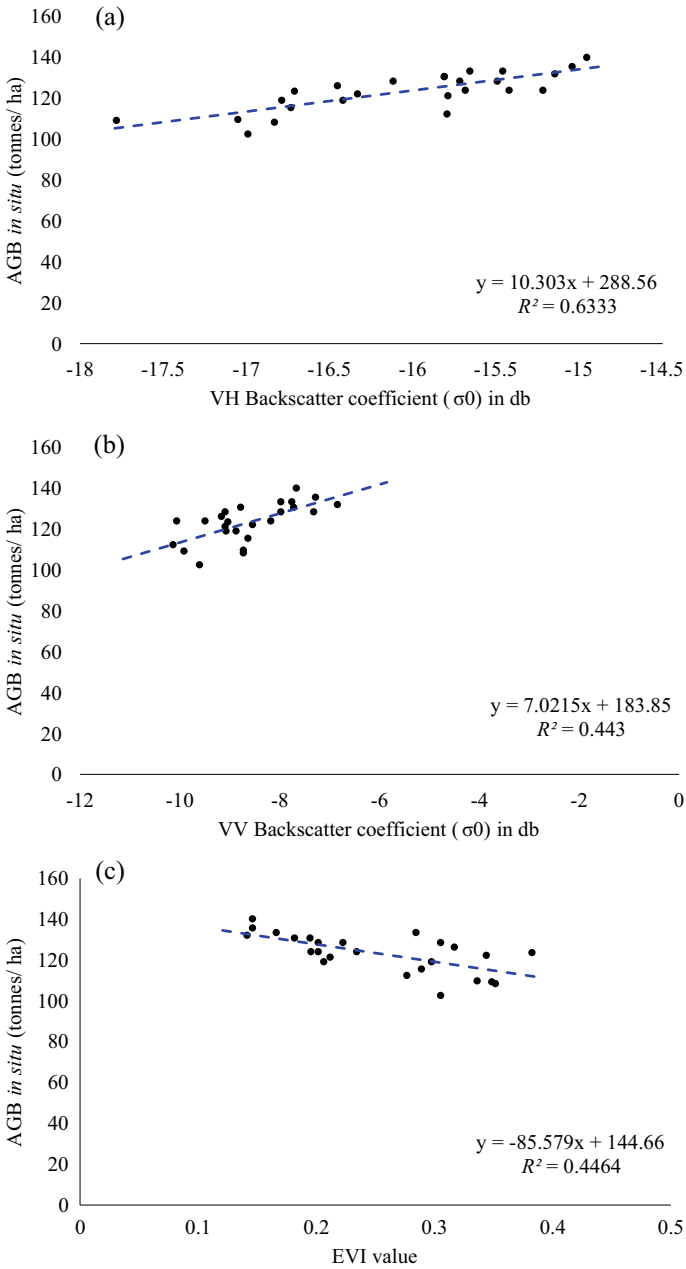 (a)
160
140
120
100
80
60
40
20
0
AGB in situ (tonnes/ ha)
y = 10.303x + 288.56
R² = 0.6333
-18 -17.5 -17 -16.5 -16 -15.5 -15 -14.5
VH Backscatter coefficient ( σ0) in db
(b)
160
140
120
100
80
60
40
20
0
AGB in situ (tonnes/ ha)
y = 7.0215x + 183.85
R² = 0.443
-12 -10 -8 -6 -4 -2 0
VV Backscatter coefficient ( σ0) in db
(c)
160
140
120
100
80
60
40
20
0
AGB in situ (tonnes/ ha)
y = -85.579x + 144.66
R² = 0.4464
0 0.1 0.2 0.3 0.4 0.5
EVI value